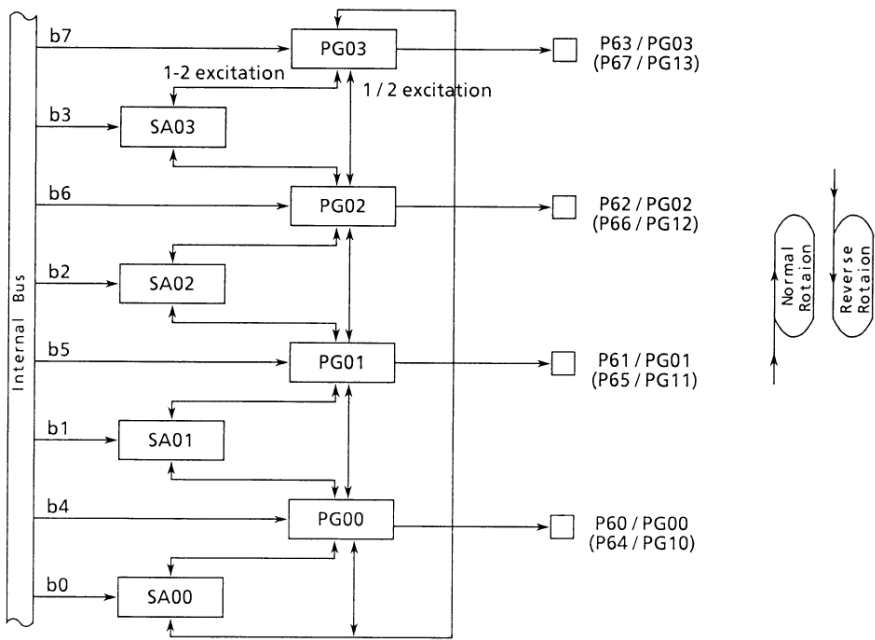 b7
PG03
P63 / PG03
(P67 / PG13)
1-2 excitation
1 / 2 excitation
b3
SA03
b6
PG02
P62 / PG02
(P66 / PG12)
b2
SA02
Internal Bus
b5
PG01
P61 / PG01
(P65 / PG11)
b1
SA01
b4
PG00
P60 / PG00
(P64 / PG10)
b0
SA00
Normal
Rotaion
Reverse
Rotaion